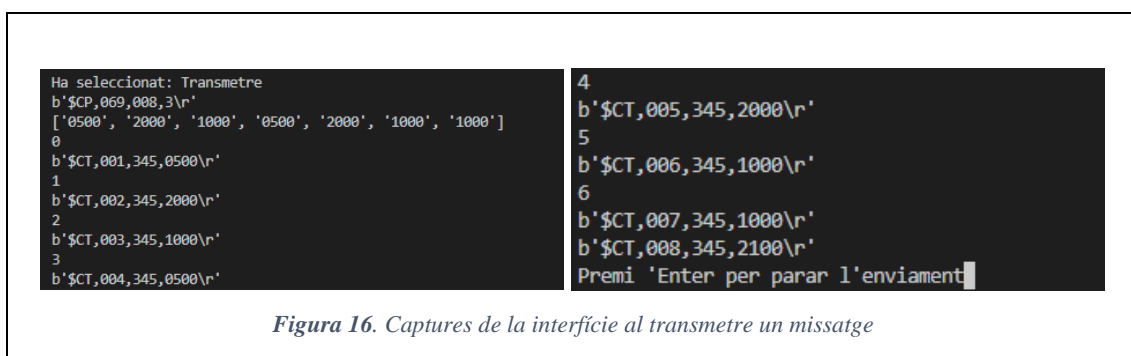 Ha seleccionat: Transmetre
b'$CP,069,008,3\r'
['0500', '2000', '1000', '0500', '2000', '1000', '1000']
0
b'$CT,001,345,0500\r'
1
b'$CT,002,345,2000\r'
2
b'$CT,003,345,1000\r'
3
b'$CT,004,345,0500\r'
4
b'$CT,005,345,2000\r'
5
b'$CT,006,345,1000\r'
6
b'$CT,007,345,1000\r'
b'$CT,008,345,2100\r'
Premi 'Enter per parar l'enviament
Figura 16. Captures de la interfície al transmetre un missatge